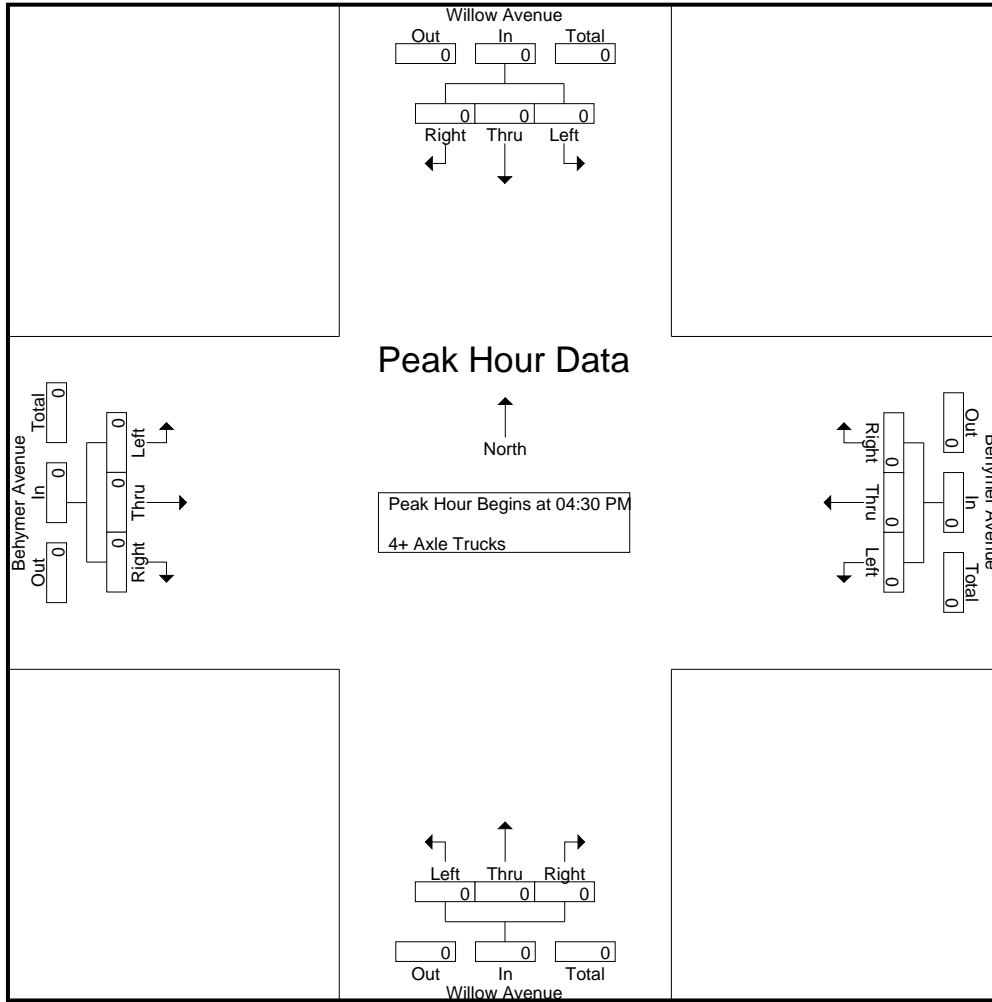 Willow Avenue
Out In Total
0 0 0
0 0 0
Right Thru Left
Peak Hour Data
North
Peak Hour Begins at 04:30 PM
4+ Axle Trucks
Behymer Avenue
Total In Out
0 0 0
0 0 0
Left Thru Right
Behymer Avenue
Out In Total
0 0 0
0 0 0
Right Thru Left
Left Thru Right
0 0 0
0 0 0
Out In Total
Willow Avenue